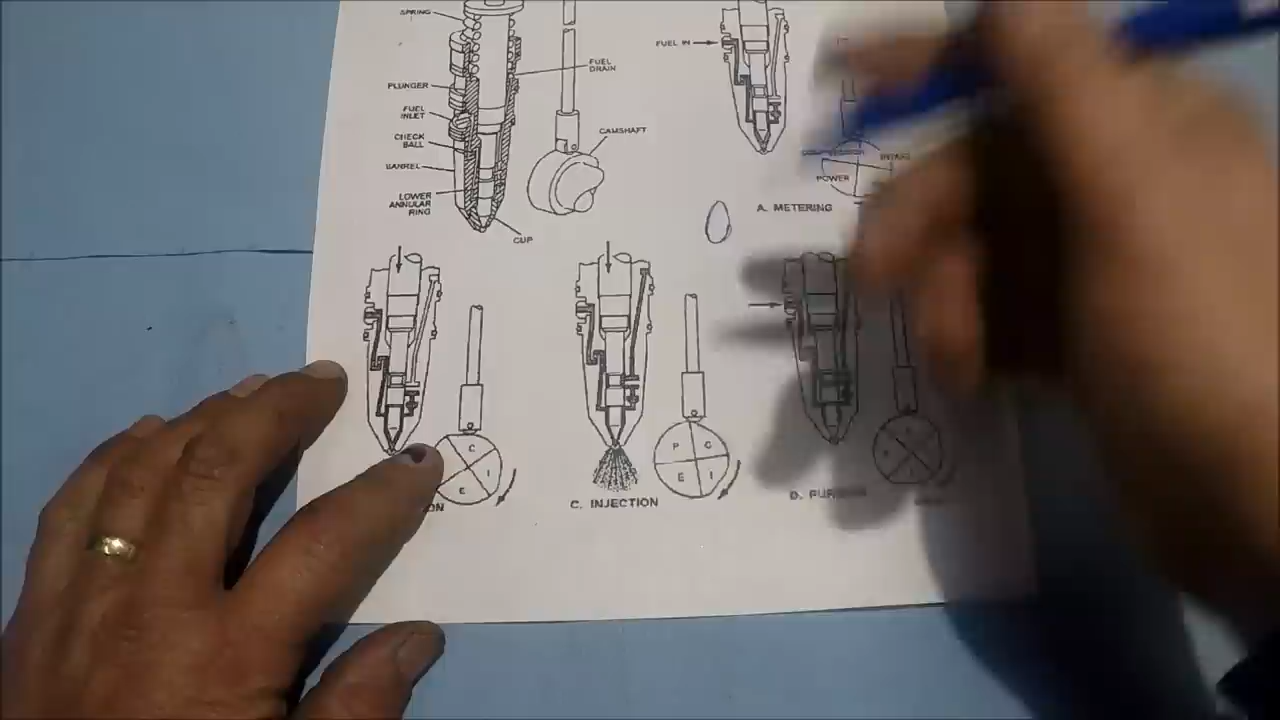 SPRING
PLUNGER
FUEL
INLET
CHECK
BALL
BARREL
LOWER
ANNULAR
RING
CUP
FUEL
DRAIN
CAMSHAFT
FUEL IN
INTAKE
POWER
A. METERING
C
I
E
ON
P
C
E
I
C. INJECTION
D.